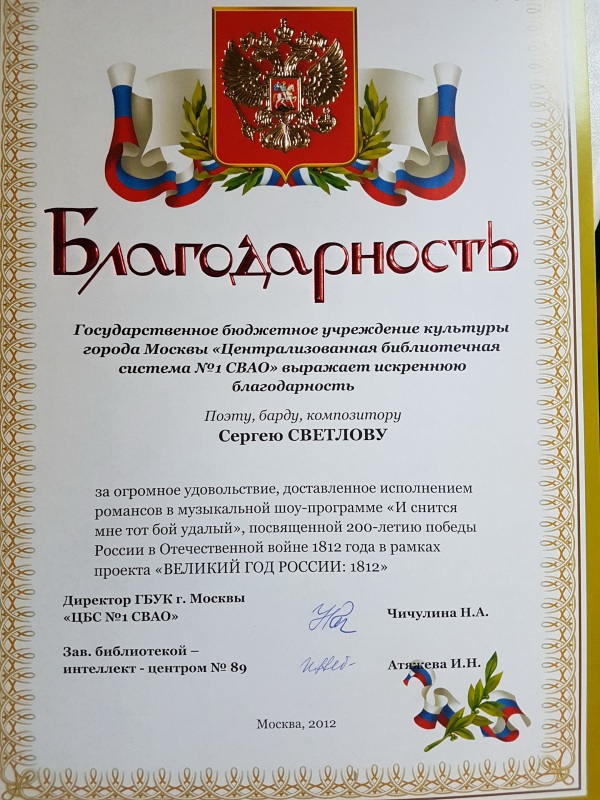 Благодарность
Государственное бюджетное учреждение культуры
города Москвы «Централизованная библиотечная
система №1 СВАО» выражает искреннюю
благодарность
Поэту, барду, композитору
Сергею СВЕТЛОВУ
за огромное удовольствие, доставленное исполнением
романсов в музыкальной шоу-программе «И снится
мне тот бой удалый», посвященной 200-летию победы
России в Отечественной войне 1812 года в рамках
проекта «ВЕЛИКИЙ ГОД РОССИИ: 1812»
Директор ГБУК г. Москвы
«ЦБС №1 СВАО» Чичулина Н.А.
Зав. библиотекой –
интеллект - центром № 89 Атяжева И.Н.
Москва, 2012